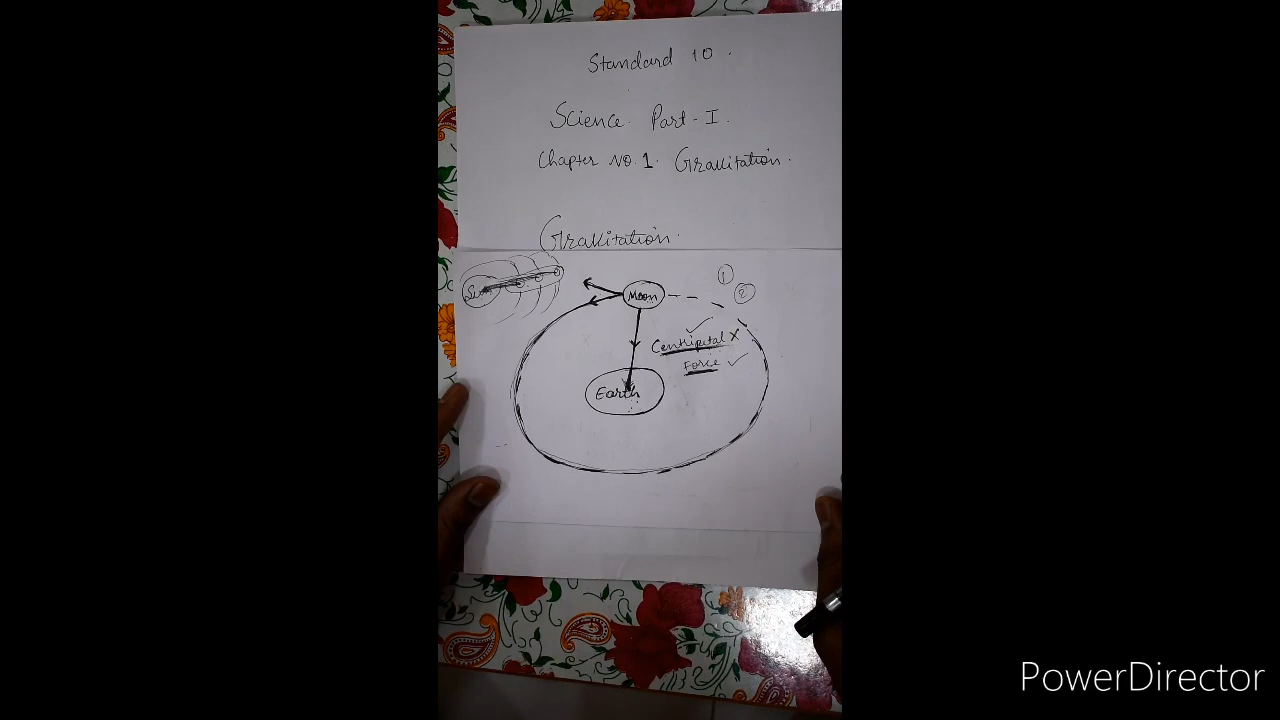 Standard 10.
Science Part - I.
Chapter NO. 1. Gravitation.
Gravitation.
Sun
Moon
1
2
Centripetal X
Force
Earth
PowerDirector